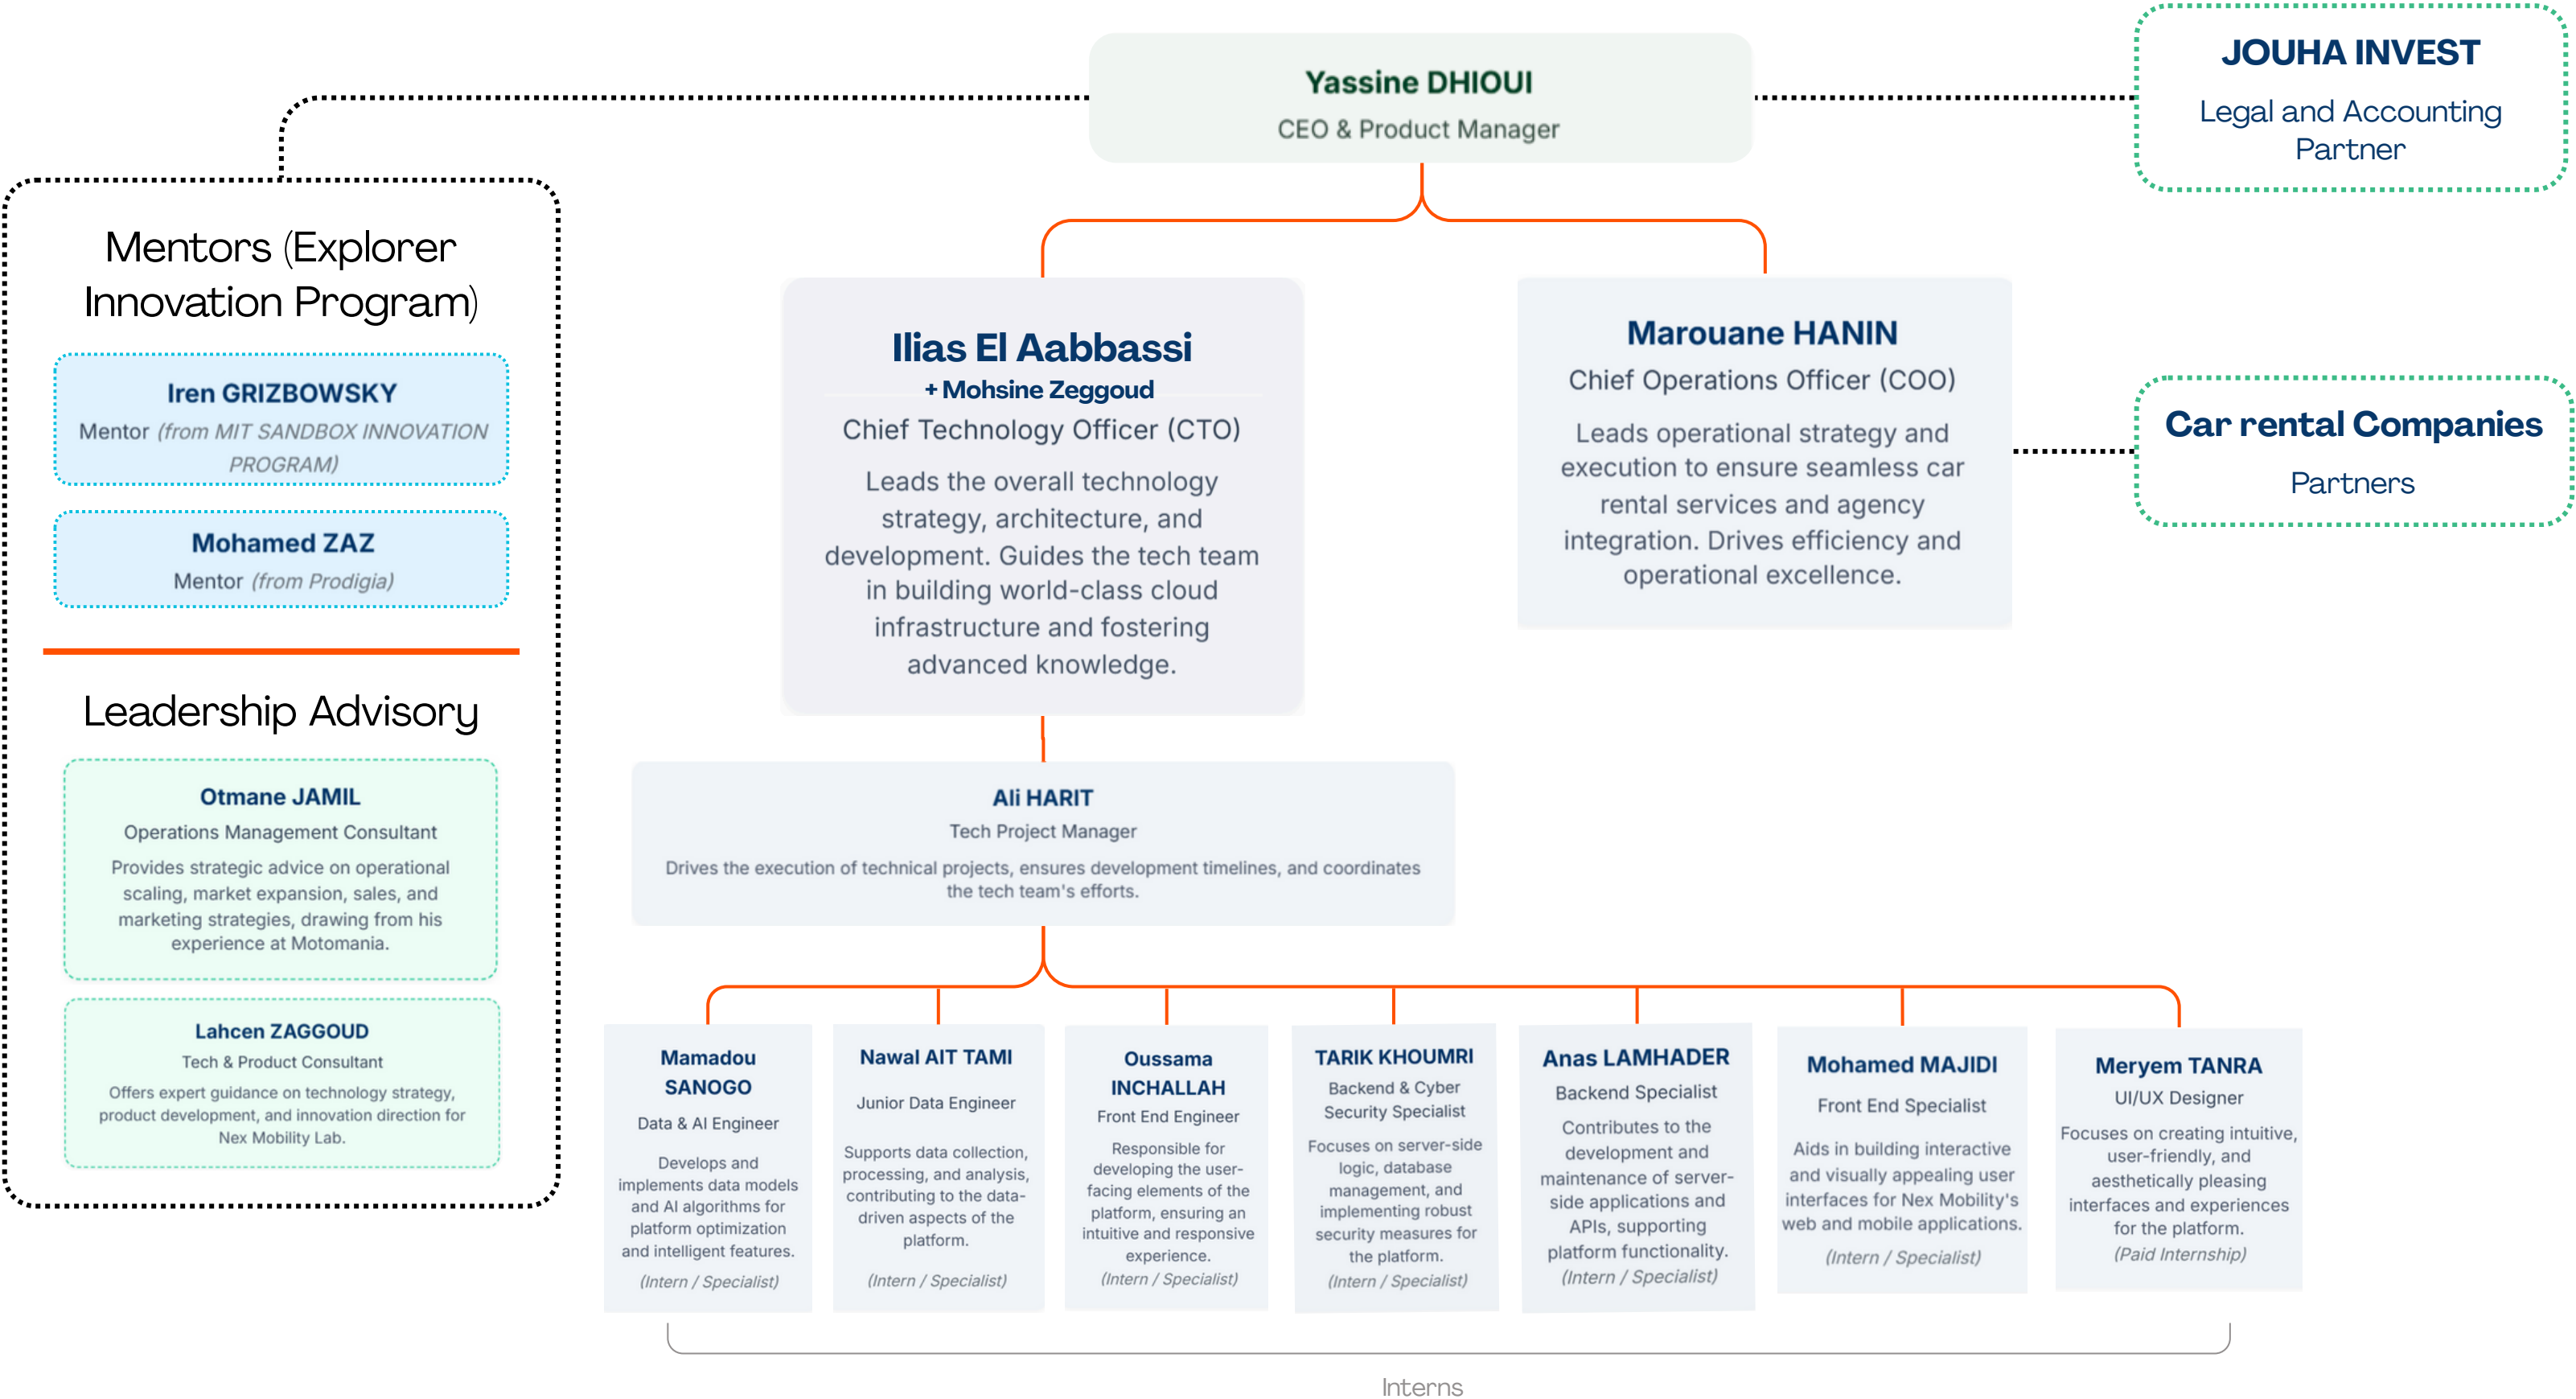 Yassine DHIOUI
CEO & Product Manager
JOUHA INVEST
Legal and Accounting
Partner
Mentors (Explorer
Innovation Program)
Iren GRIZBOWSKY
Mentor (from MIT SANDBOX INNOVATION
PROGRAM)
Mohamed ZAZ
Mentor (from Prodigia)
Leadership Advisory
Otmane JAMIL
Operations Management Consultant
Provides strategic advice on operational
scaling, market expansion, sales, and
marketing strategies, drawing from his
experience at Motomania.
Lahcen ZAGGOUD
Tech & Product Consultant
Offers expert guidance on technology strategy,
product development, and innovation direction for
Nex Mobility Lab.
Ilias El Aabbassi
+ Mohsine Zeggoud
Chief Technology Officer (CTO)
Leads the overall technology
strategy, architecture, and
development. Guides the tech team
in building world-class cloud
infrastructure and fostering
advanced knowledge.
Marouane HANIN
Chief Operations Officer (COO)
Leads operational strategy and
execution to ensure seamless car
rental services and agency
integration. Drives efficiency and
operational excellence.
Car rental Companies
Partners
Ali HARIT
Tech Project Manager
Drives the execution of technical projects, ensures development timelines, and coordinates
the tech team's efforts.
Mamadou
SANOGO
Data & AI Engineer
Develops and
implements data models
and AI algorithms for
platform optimization
and intelligent features.
(Intern / Specialist)
Nawal AIT TAMI
Junior Data Engineer
Supports data collection,
processing, and analysis,
contributing to the data-
driven aspects of the
platform.
(Intern / Specialist)
Oussama
INCHALLAH
Front End Engineer
Responsible for
developing the user-
facing elements of the
platform, ensuring an
intuitive and responsive
experience.
(Intern / Specialist)
TARIK KHOUMRI
Backend & Cyber
Security Specialist
Focuses on server-side
logic, database
management, and
implementing robust
security measures for
the platform.
(Intern / Specialist)
Anas LAMHADER
Backend Specialist
Contributes to the
development and
maintenance of server-
side applications and
APIs, supporting
platform functionality.
(Intern / Specialist)
Mohamed MAJIDI
Front End Specialist
Aids in building interactive
and visually appealing user
interfaces for Nex Mobility's
web and mobile applications.
(Intern / Specialist)
Meryem TANRA
UI/UX Designer
Focuses on creating intuitive,
user-friendly, and
aesthetically pleasing
interfaces and experiences
for the platform.
(Paid Internship)
Interns